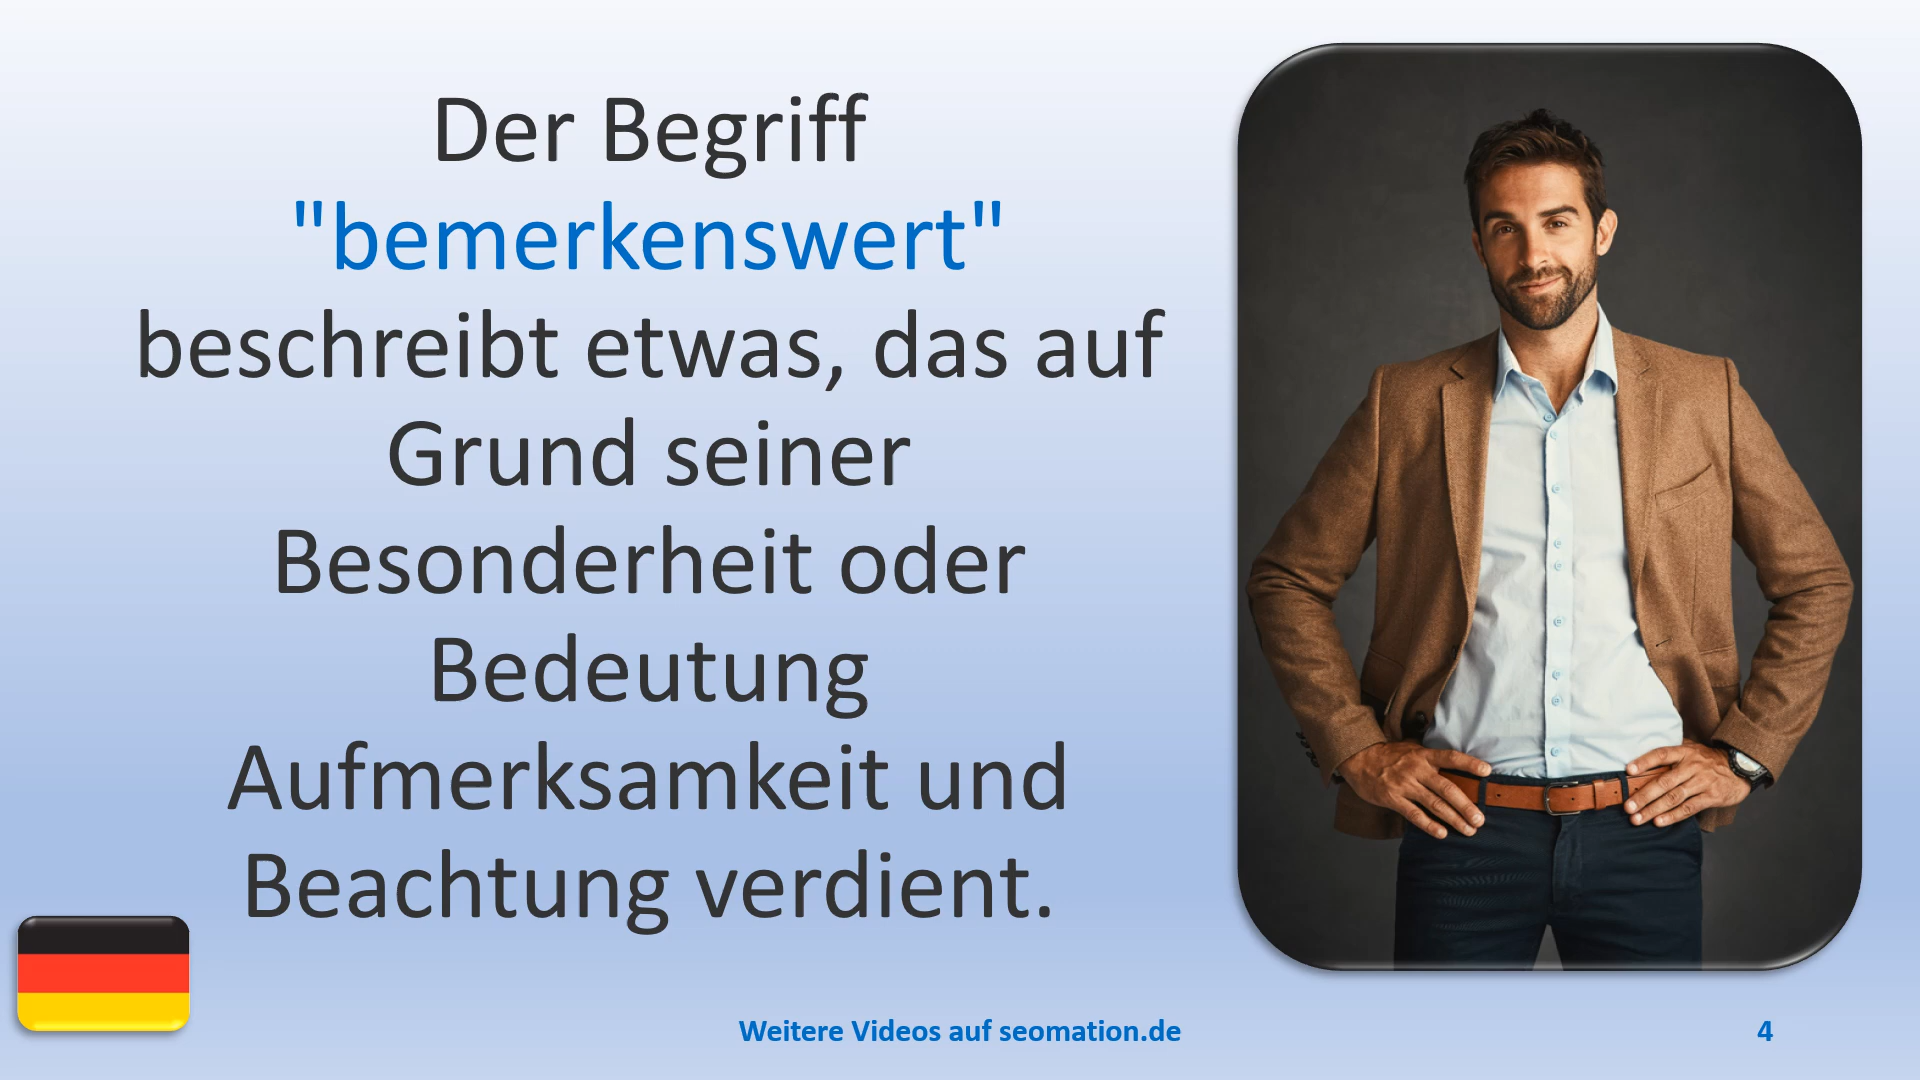 Der Begriff
"bemerkenswert"
beschreibt etwas, das auf
Grund seiner
Besonderheit oder
Bedeutung
Aufmerksamkeit und
Beachtung verdient.
Weitere Videos auf seomation.de
4